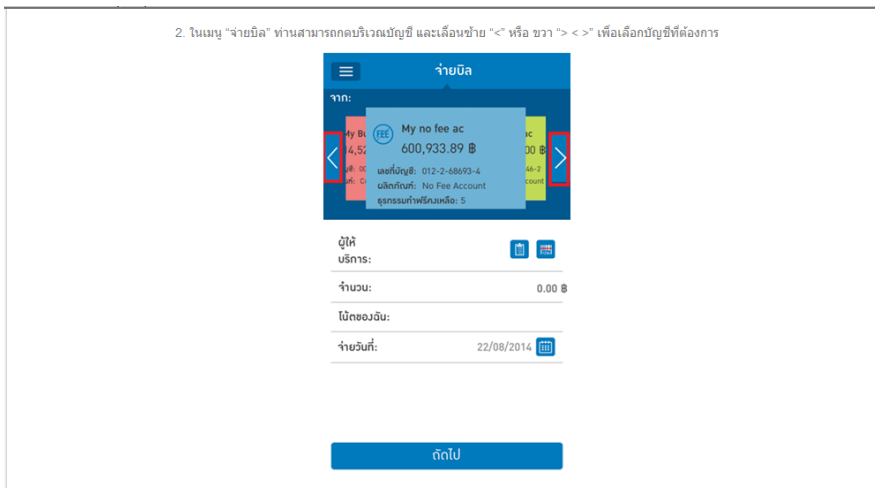 2. ในเมนู “จ่ายบิล” ท่านสามารถกดบริเวณบัญชี และเลื่อนซ้าย “<” หรือ ขวา “> < >” เพื่อเลือกบัญชีที่ต้องการ
จ่ายบิล
จาก:
My no fee ac
FEE
600,933.89 ฿
เลขที่บัญชี: 012-2-68693-4
ผลิตภัณฑ์: No Fee Account
ธุรกรรมทำฟรีคงเหลือ: 5
ผู้ให้
บริการ:
จำนวน: 0.00 ฿
โน้ตของฉัน:
จ่ายวันที่: 22/08/2014
ถัดไป